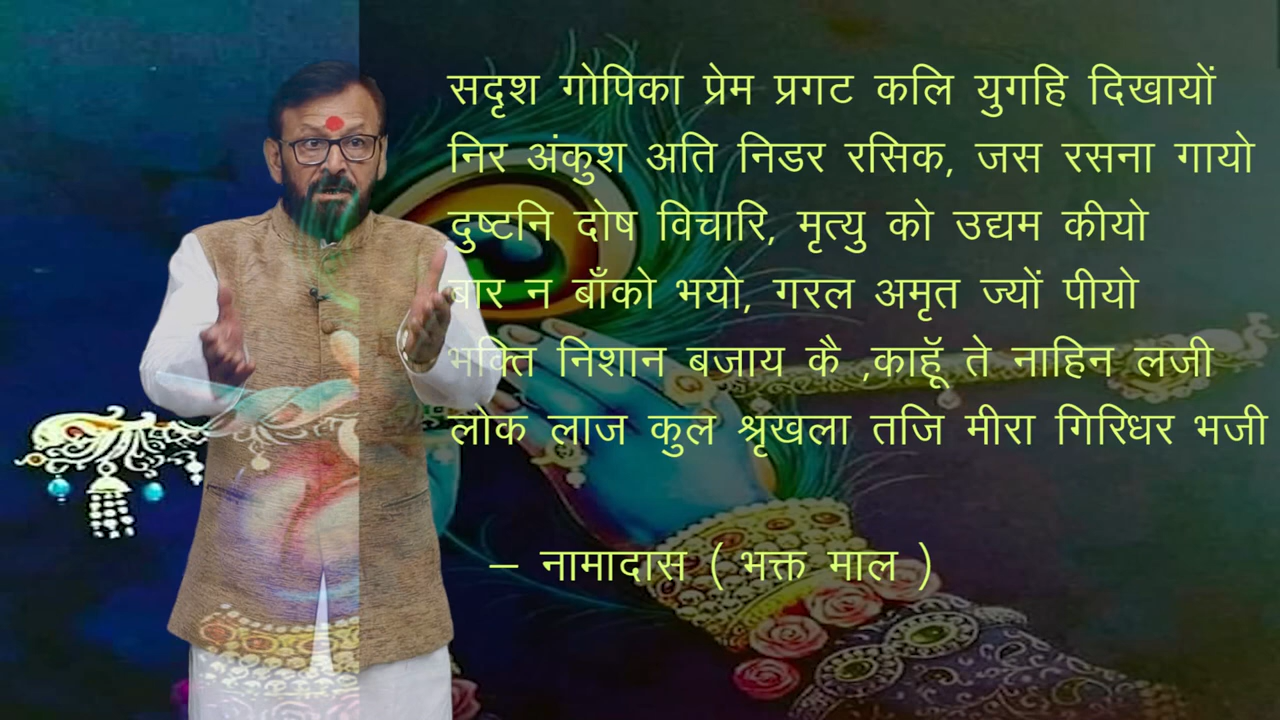 सदृश गोपिका प्रेम प्रगट कलि युगहि दिखायों
निर अंकुश अति निडर रसिक, जस रसना गायो
दुष्टनि दोष विचारि, मृत्यु को उद्यम कीयो
बार न बाँको भयो, गरल अमृत ज्यों पीयो
भक्ति निशान बजाय कै ,काहॅू ते नाहिन लजी
लोक लाज कुल श्रृखला तजि मीरा गिरिधर भजी
– नामादास ( भक्त माल )